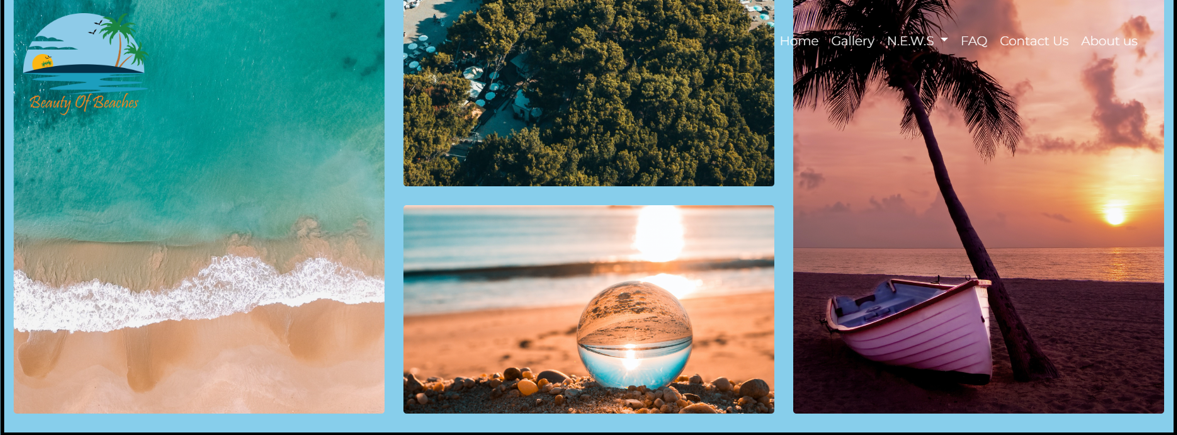 Home Gallery N.E.W.S FAQ Contact Us About us
Beauty Of Beaches